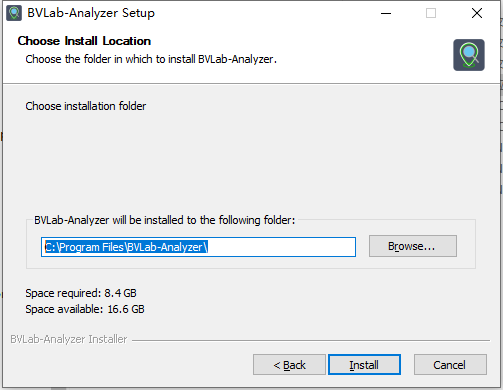 BVLab-Analyzer Setup
Choose Install Location
Choose the folder in which to install BVLab-Analyzer.
Choose installation folder
BVLab-Analyzer will be installed to the following folder:
C:\Program Files\BVLab-Analyzer\
Browse...
Space required: 8.4 GB
Space available: 16.6 GB
BVLab-Analyzer Installer
< Back
Install
Cancel